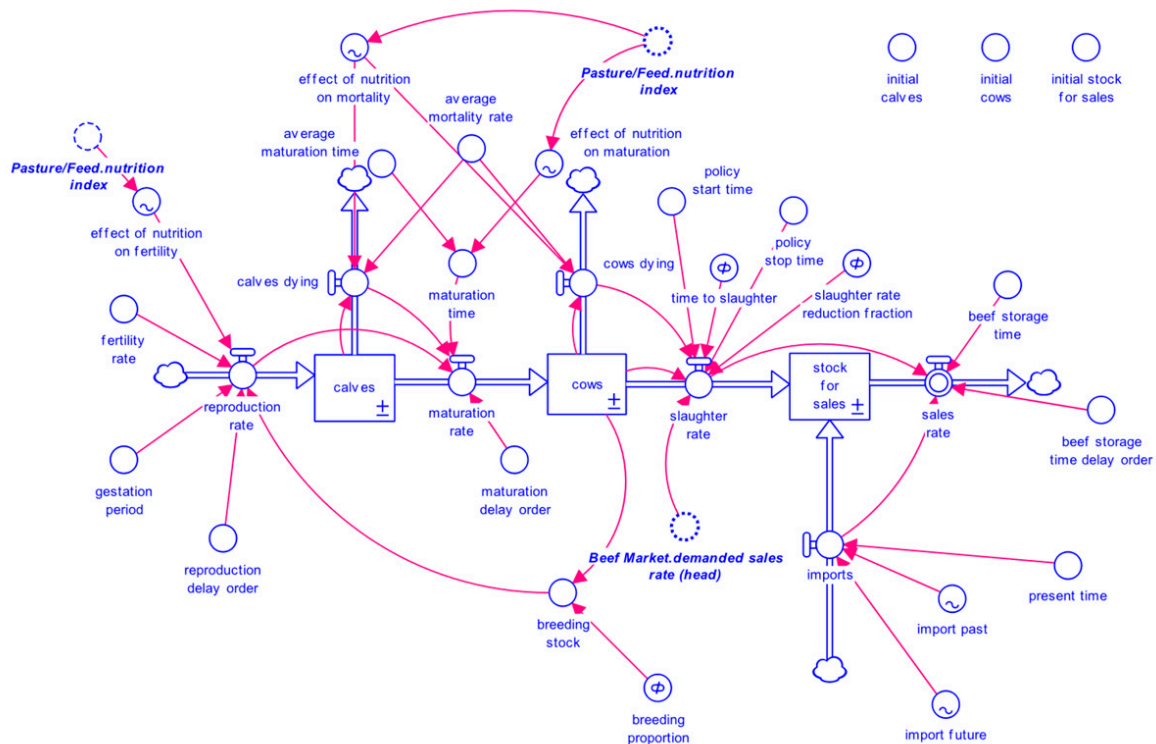 effect of nutrition
on mortality
Pasture/Feed.nutrition
index
initial
calves
initial
cows
initial stock
for sales
average
mortality rate
average
maturation time
effect of nutrition
on maturation
Pasture/Feed.nutrition
index
effect of nutrition
on fertility
policy
start time
policy
stop time
calves dying
maturation
time
cows dying
time to slaughter
slaughter rate
reduction fraction
beef storage
time
fertility
rate
calves
±
cows
±
stock
for
sales
±
reproduction
rate
maturation
rate
slaughter
rate
sales
rate
beef storage
time delay order
gestation
period
maturation
delay order
reproduction
delay order
Beef Market.demanded sales
rate (head)
imports
present time
import past
breeding
stock
breeding
proportion
import future